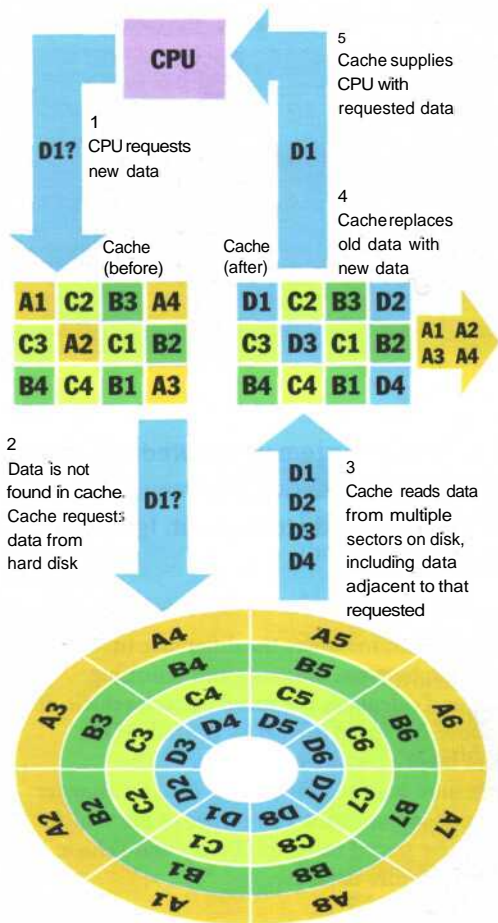 CPU
5
Cache supplies
CPU with
requested data
1
CPU requests
new data
D1?
D1
4
Cache replaces
old data with
new data
Cache
(before)
Cache
(after)
A1 C2 B3 A4
C3 A2 C1 B2
B4 C4 B1 A3
D1 C2 B3 D2
C3 D3 C1 B2
B4 C4 B1 D4
A1 A2
A3 A4
2
Data is not
found in cache.
Cache requests
data from
hard disk
D1?
D1
D2
D3
D4
3
Cache reads data
from multiple
sectors on disk,
including data
adjacent to that
requested
A4 A5
B4 B5
C4 C5
D4 D5
A3 B3 C3 D3 D6 C6 B6 A6
A2 B2 C2 D2 D7 C7 B7 A7
D1 D8
C1 C8
B1 B8
A1 A8